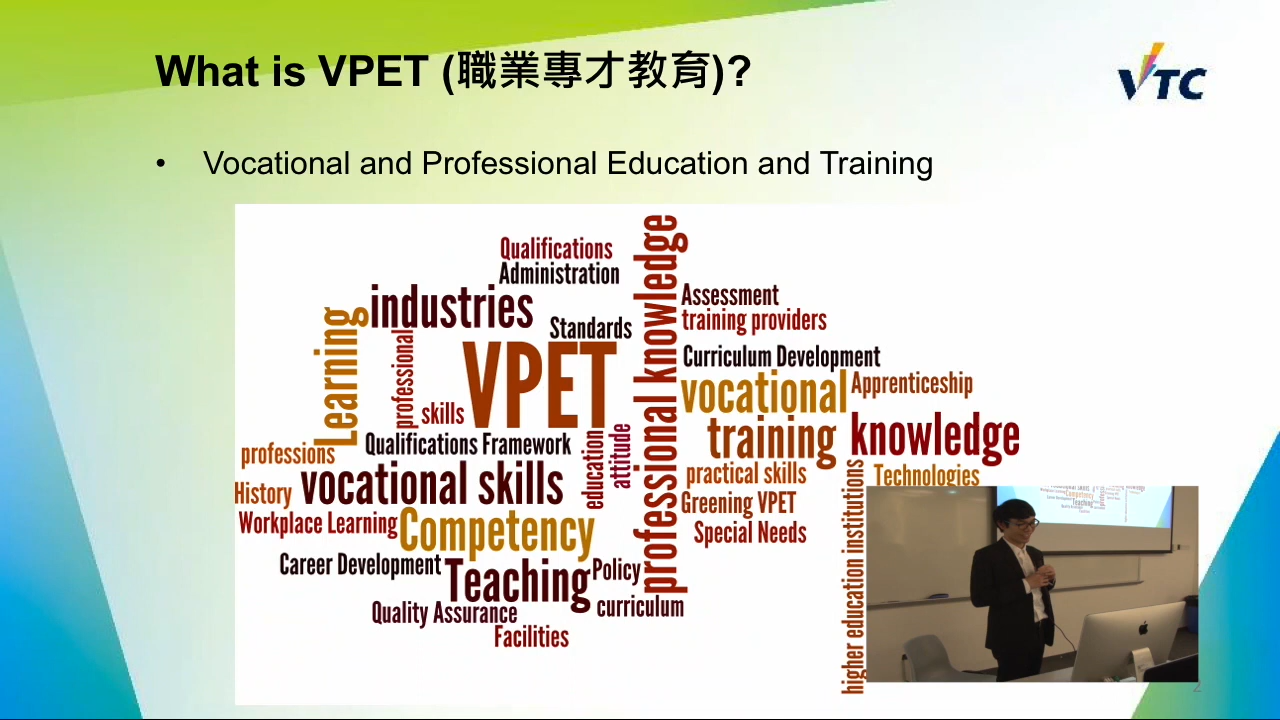 What is VPET (職業專才教育)?
VTC
• Vocational and Professional Education and Training
Qualifications
Administration
industries
Learning
professional
Standards
VPET
skills
Qualifications Framework
professions
vocational skills
History
education
attitude
Workplace Learning
Competency
Career Development
Teaching
Policy
Quality Assurance
curriculum
Facilities
professional knowledge
Assessment
training providers
Curriculum Development
vocational
Apprenticeship
training
knowledge
practical skills
Technologies
Greening VPET
Special Needs
higher education institutions
2